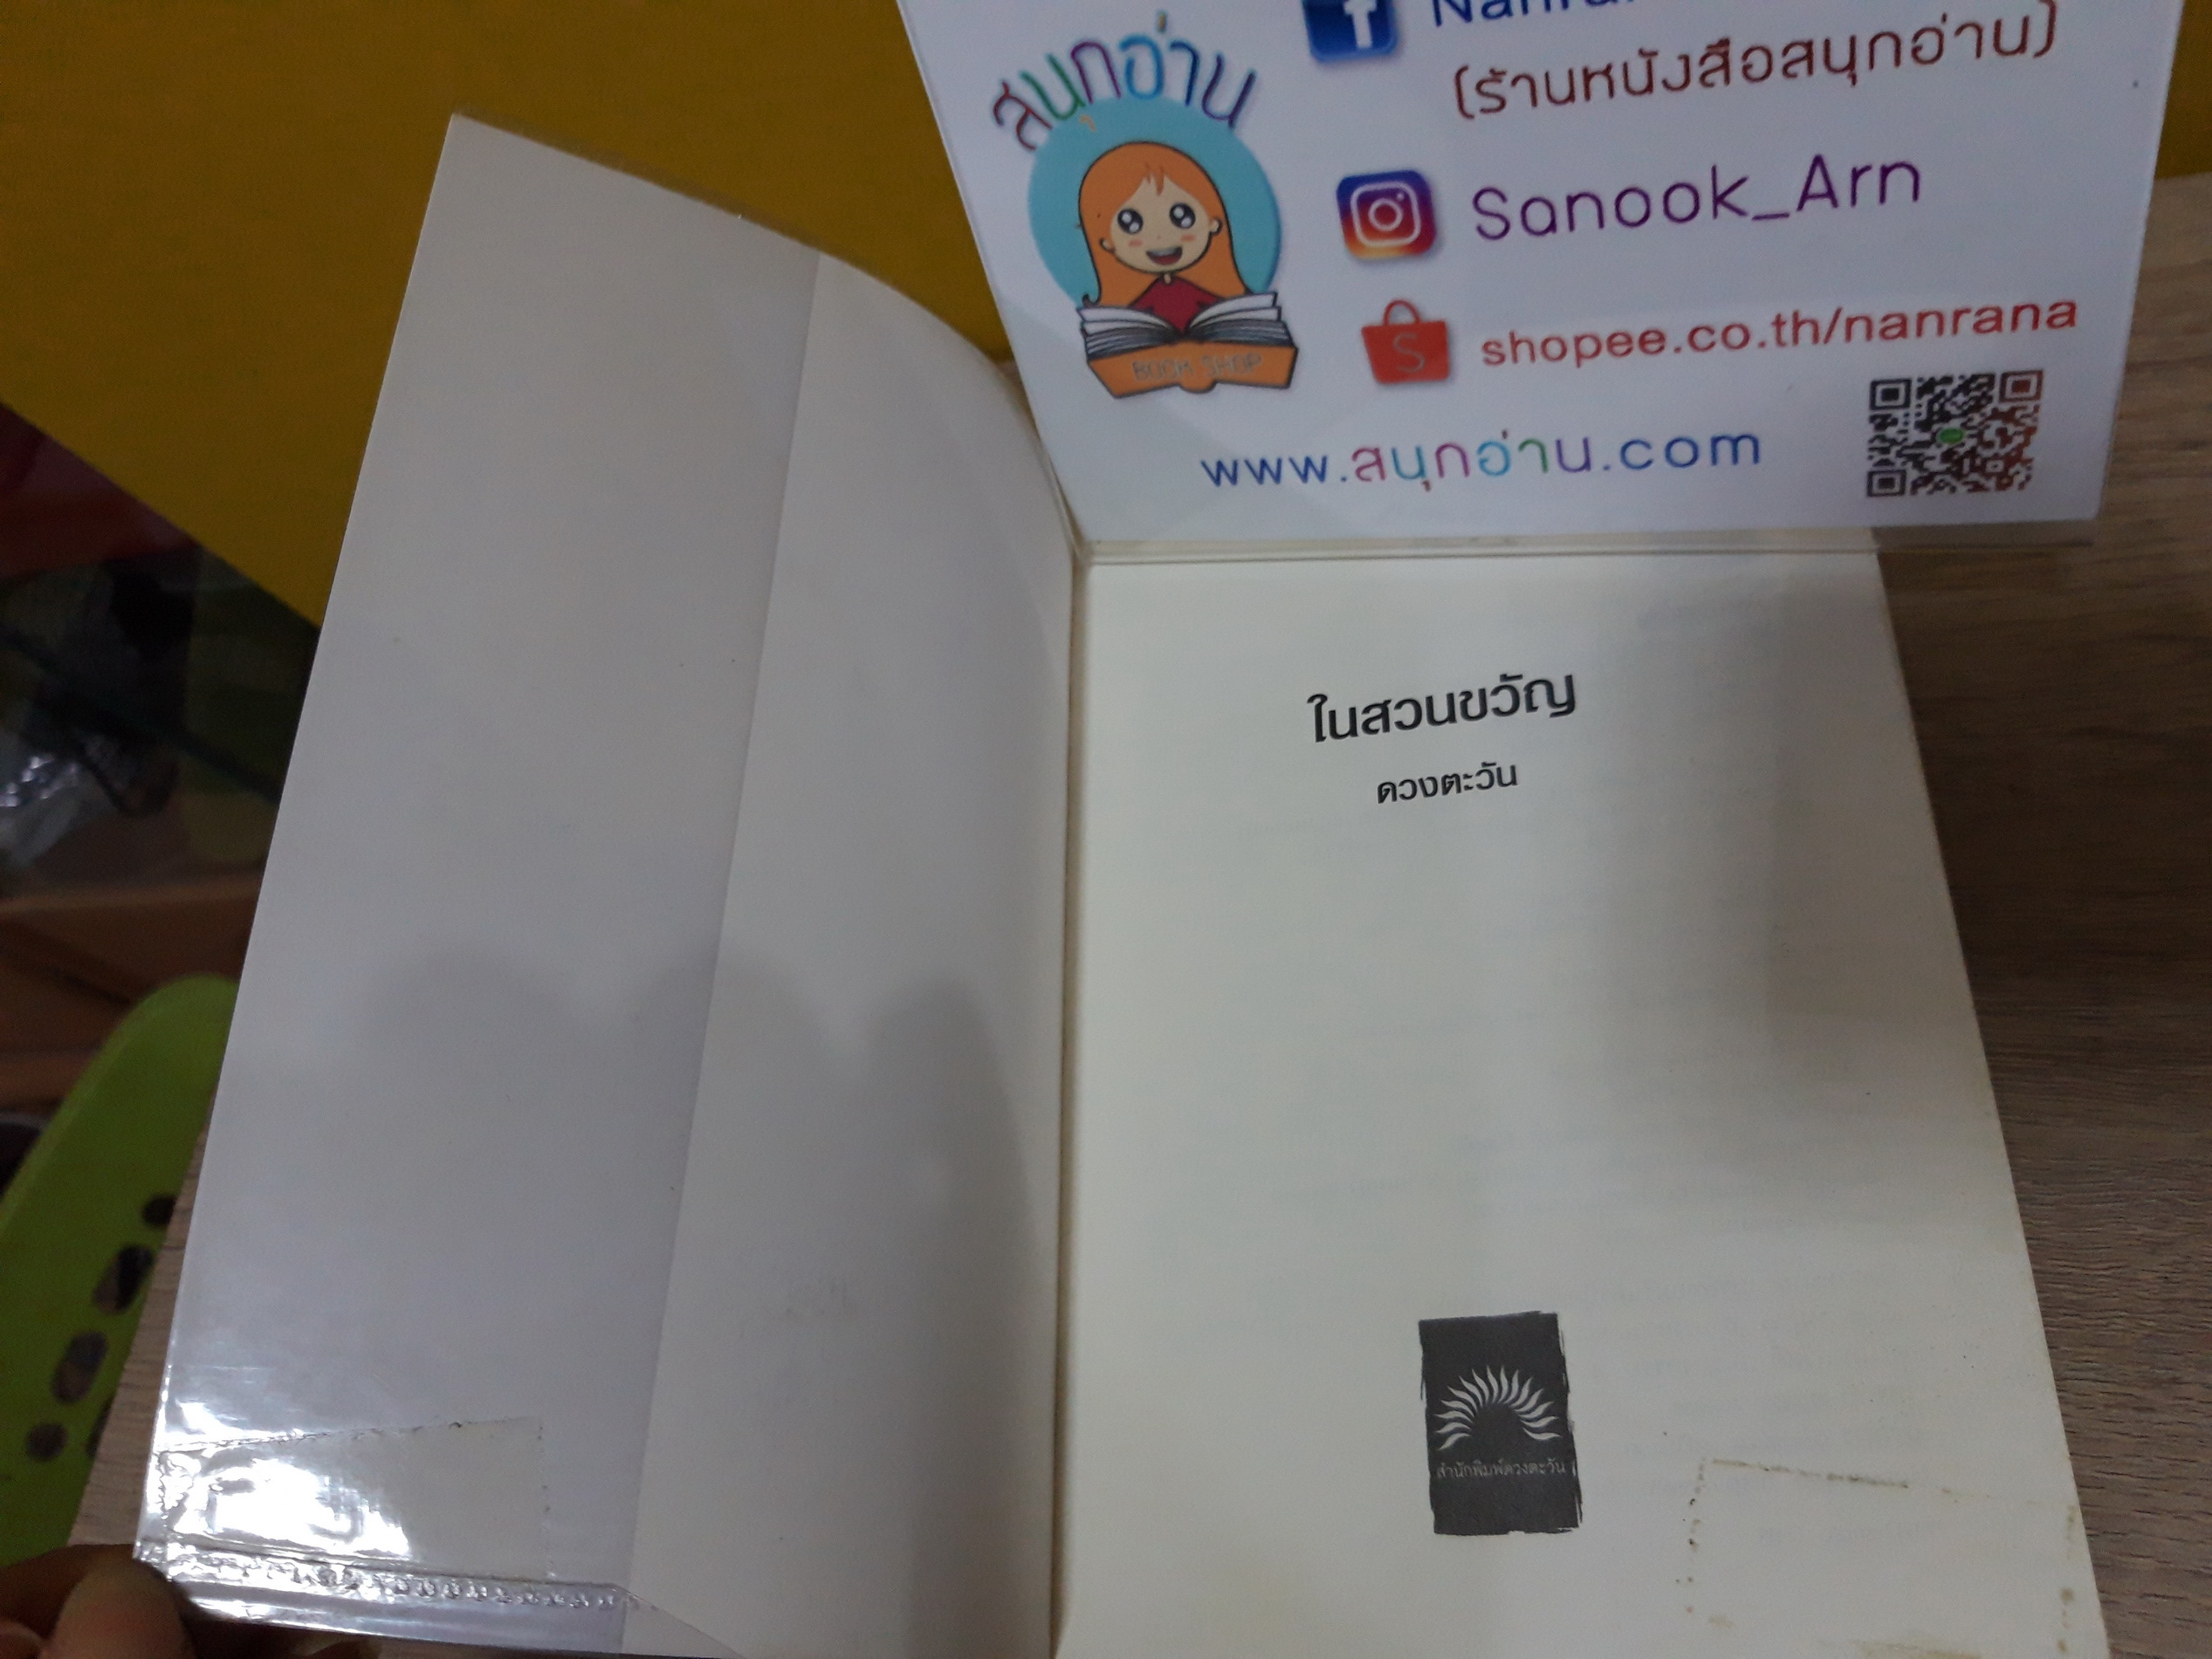 สนุกอ่าน
BOOK SHOP
(ร้านหนังสือสนุกอ่าน)
Sanook_Arn
shopee.co.th/nanrana
www.สนุกอ่าน.com
ในสวนขวัญ
ดวงตะวัน
สำนักพิมพ์ดวงตะวัน